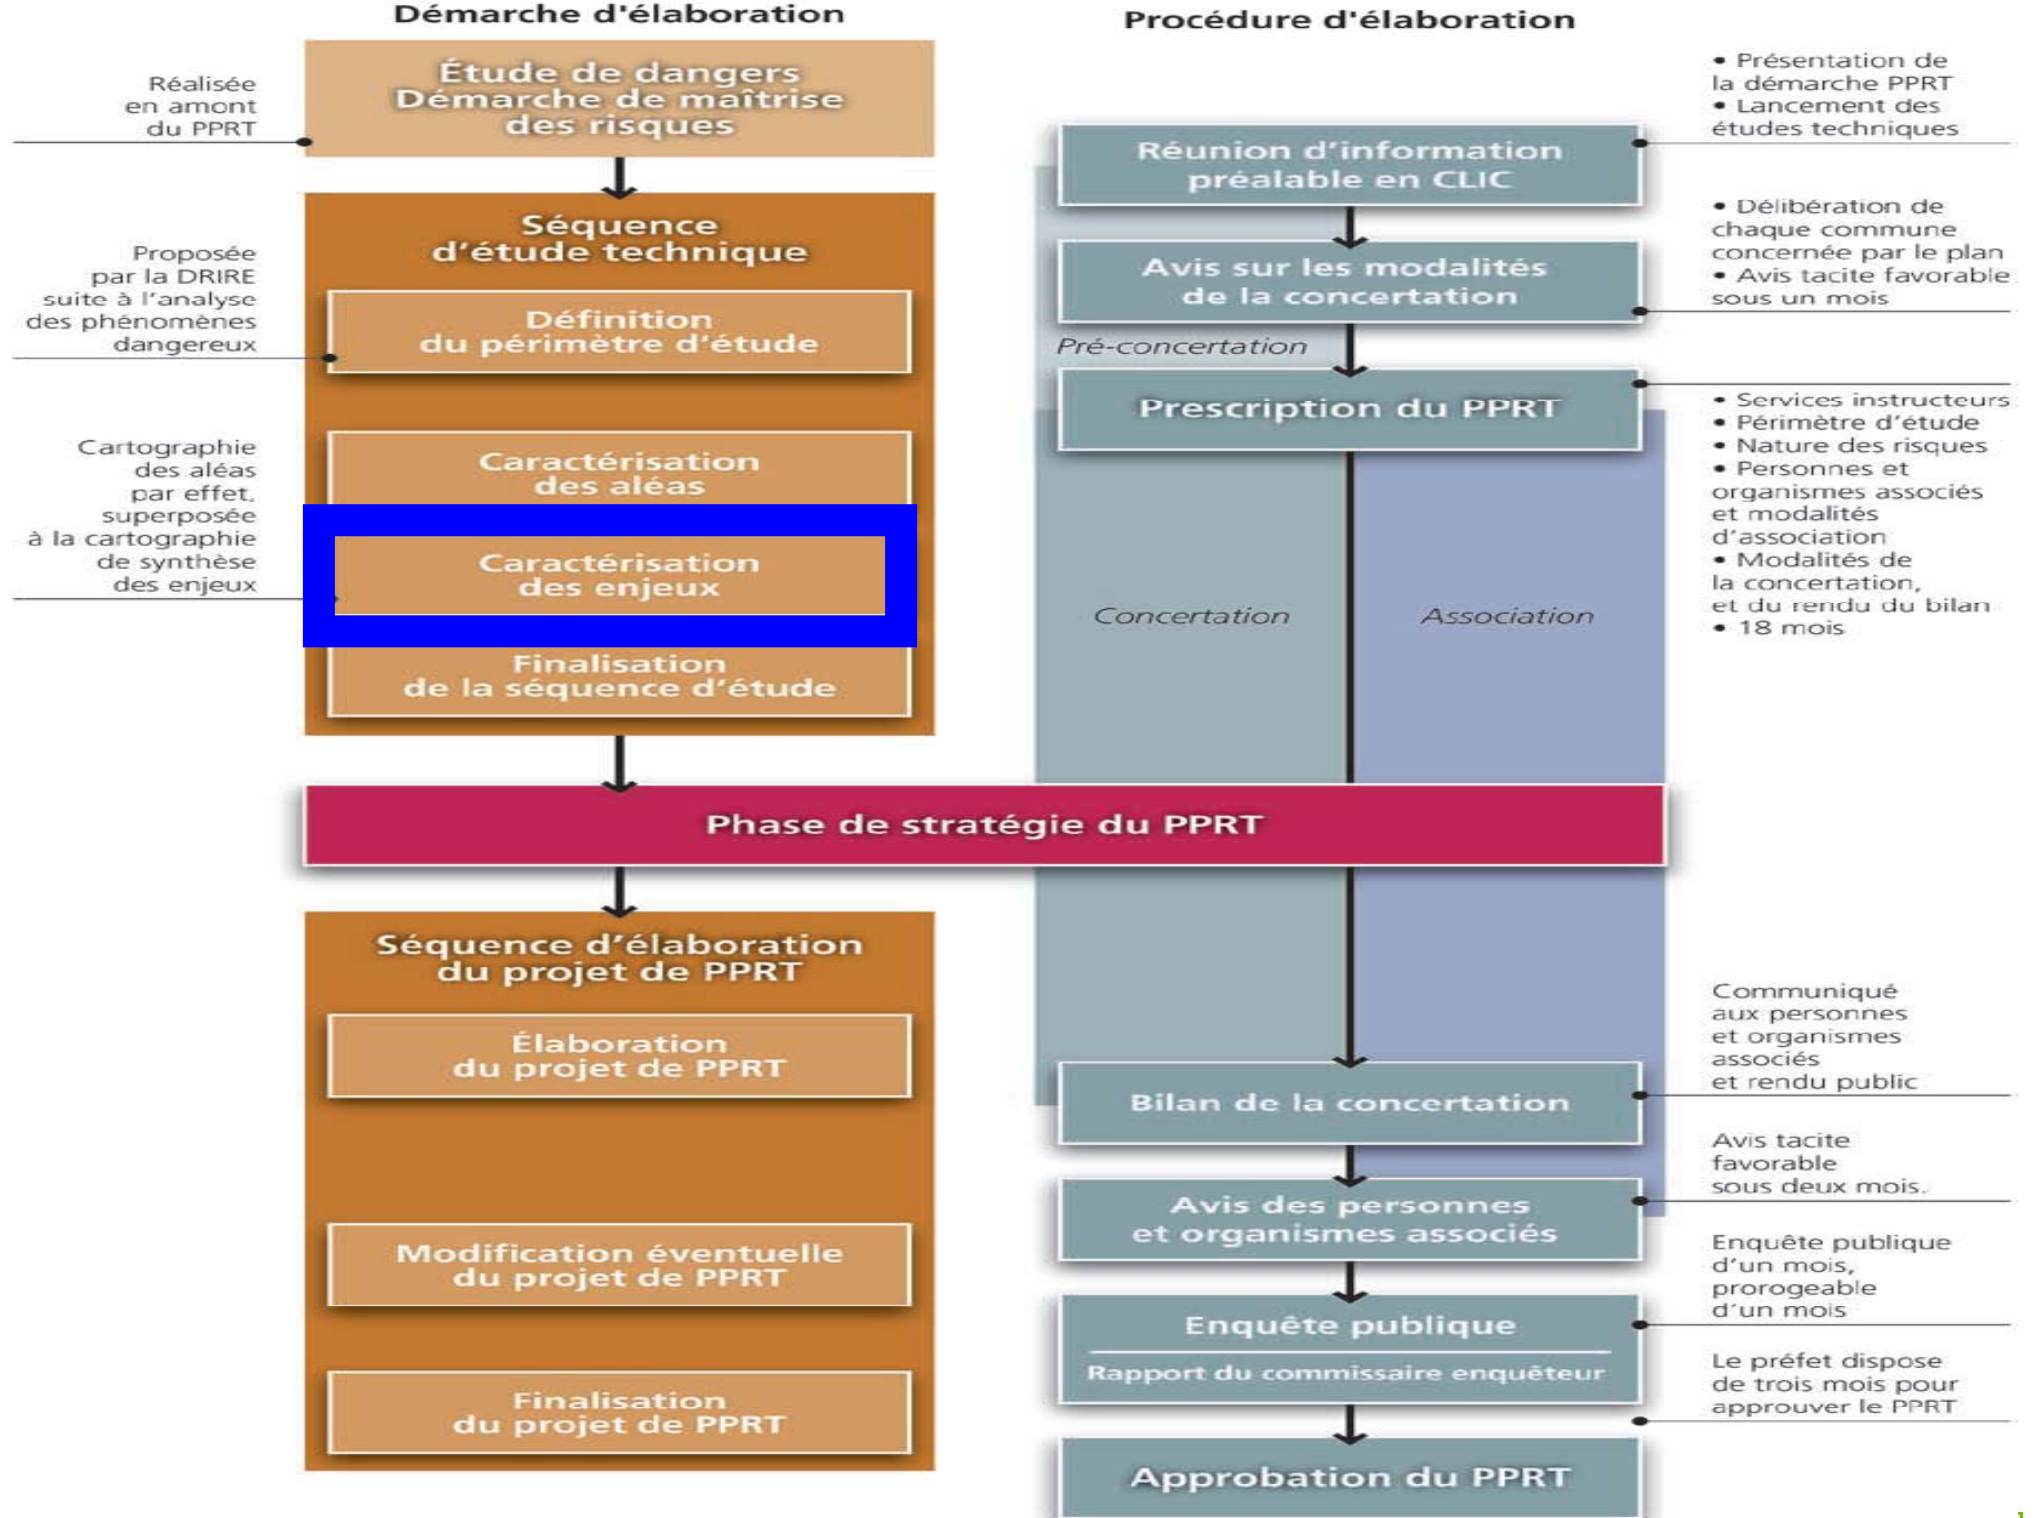 Démarche d'élaboration
Réalisée
en amont
du PPRT
Étude de dangers
Démarche de maîtrise
des risques
Séquence
d'étude technique
Proposée
par la DRIRE
suite à l'analyse
des phénomènes
dangereux
Définition
du périmètre d'étude
Cartographie
des aléas
par effet,
superposée
à la cartographie
de synthèse
des enjeux
Caractérisation
des aléas
Caractérisation
des enjeux
Finalisation
de la séquence d'étude
Procédure d'élaboration
Réunion d'information
préalable en CLIC
• Présentation de
la démarche PPRT
• Lancement des
études techniques
Avis sur les modalités
de la concertation
• Délibération de
chaque commune
concernée par le plan
• Avis tacite favorable
sous un mois
Pré-concertation
Prescription du PPRT
• Services instructeurs
• Périmètre d'étude
• Nature des risques
• Personnes et
organismes associés
et modalités
d'association
• Modalités de
la concertation,
et du rendu du bilan
• 18 mois
Concertation
Association
Phase de stratégie du PPRT
Séquence d'élaboration
du projet de PPRT
Élaboration
du projet de PPRT
Modification éventuelle
du projet de PPRT
Finalisation
du projet de PPRT
Bilan de la concertation
Communiqué
aux personnes
et organismes
associés
et rendu public
Avis des personnes
et organismes associés
Avis tacite
favorable
sous deux mois.
Enquête publique
Rapport du commissaire enquêteur
Enquête publique
d'un mois,
prorogeable
d'un mois
Le préfet dispose
de trois mois pour
approuver le PPRT
Approbation du PPRT